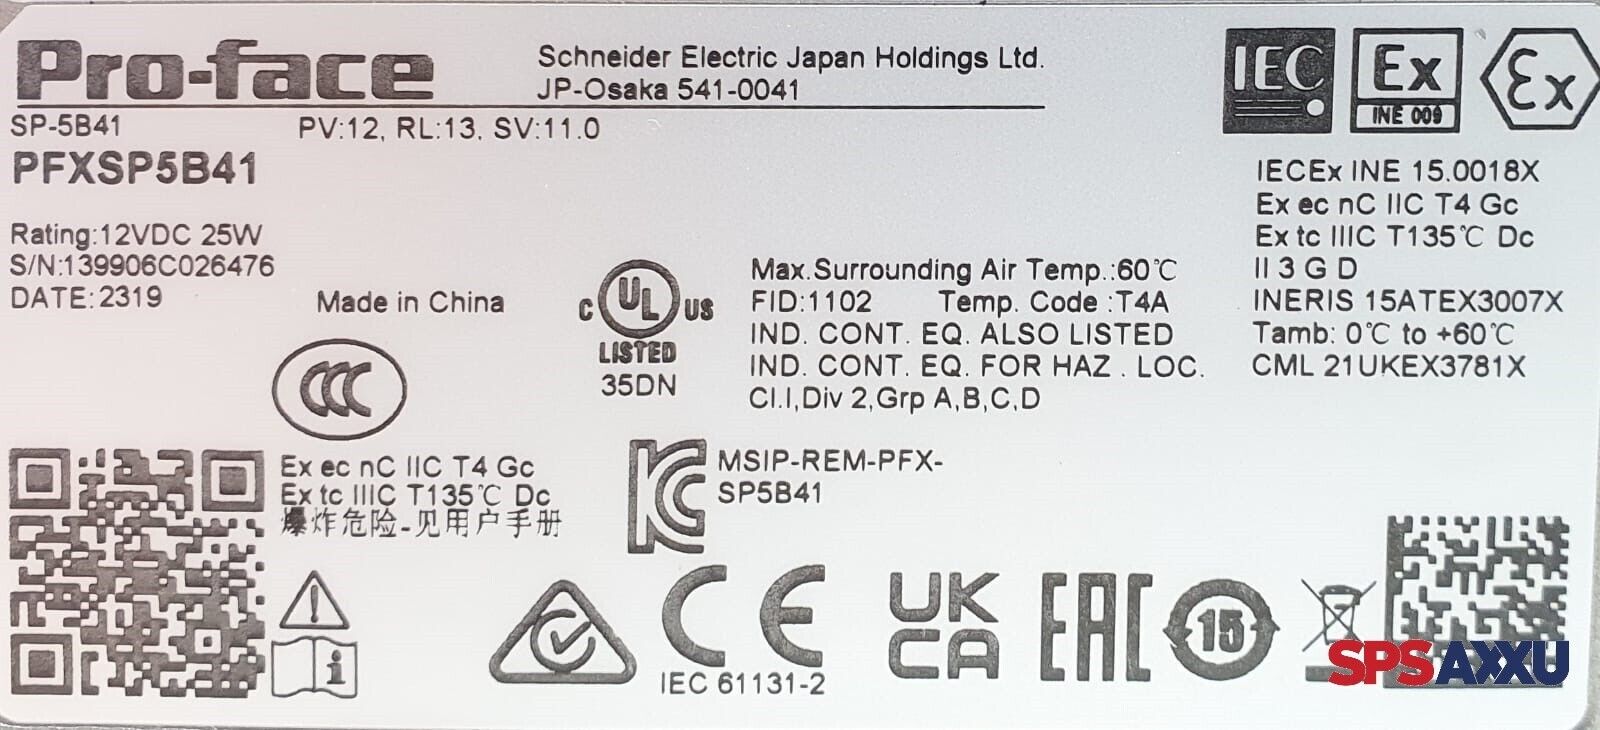 Pro-face
Schneider Electric Japan Holdings Ltd.
JP-Osaka 541-0041
SP-5B41
PV:12, RL:13, SV:11.0
PFXSP5B41
Rating:12VDC 25W
S/N:139906C026476
DATE:2319
Made in China
CCC
C UL US
LISTED
35DN
Max.Surrounding Air Temp.:60℃
FID:1102 Temp. Code :T4A
IND. CONT. EQ. ALSO LISTED
IND. CONT. EQ. FOR HAZ . LOC.
Cl.I,Div 2,Grp A,B,C,D
IEC
Ex
INE 009
Ex
IECEx INE 15.0018X
Ex ec nC IIC T4 Gc
Ex tc IIIC T135℃ Dc
II 3 G D
INERIS 15ATEX3007X
Tamb: 0℃ to +60℃
CML 21UKEX3781X
Ex ec nC IIC T4 Gc
Ex tc IIIC T135℃ Dc
爆炸危险-见用户手册
KC
MSIP-REM-PFX-
SP5B41
CE
IEC 61131-2
UK
CA
EAC
15
SPSAXXU